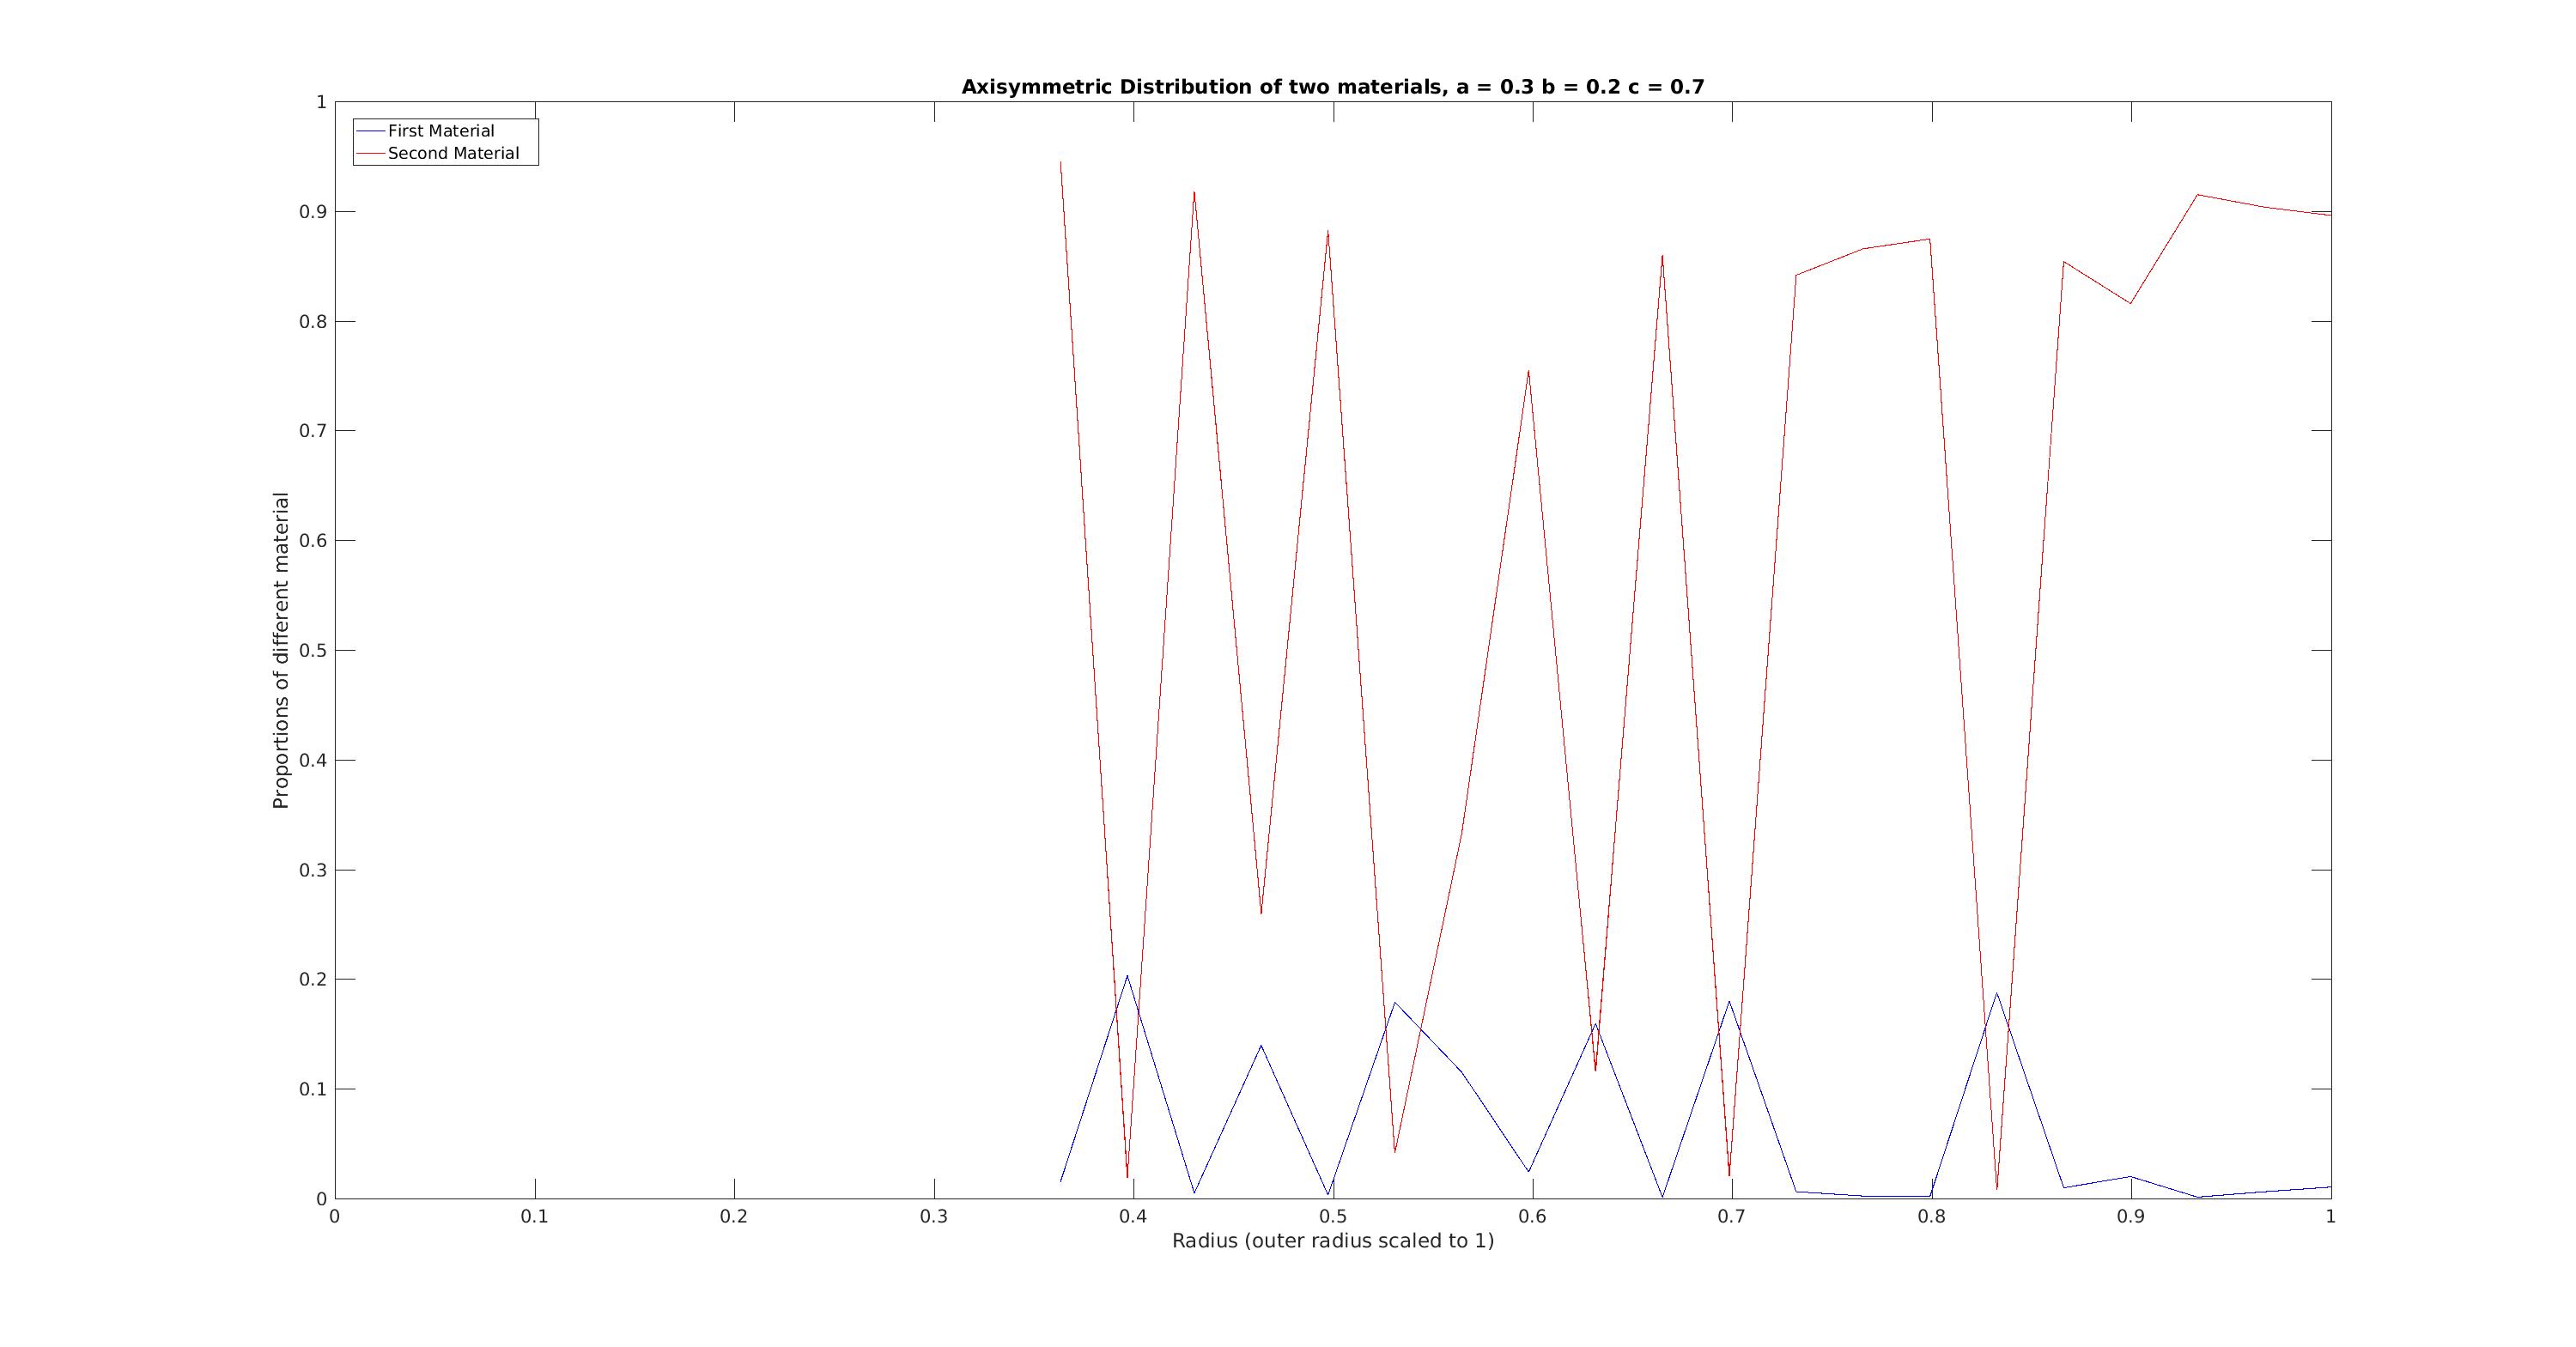 Axisymmetric Distribution of two materials, a = 0.3 b = 0.2 c = 0.7
First Material
Second Material
1
0.9
0.8
0.7
0.6
0.5
0.4
0.3
0.2
0.1
0
Proportions of different material
0 0.1 0.2 0.3 0.4 0.5 0.6 0.7 0.8 0.9 1
Radius (outer radius scaled to 1)